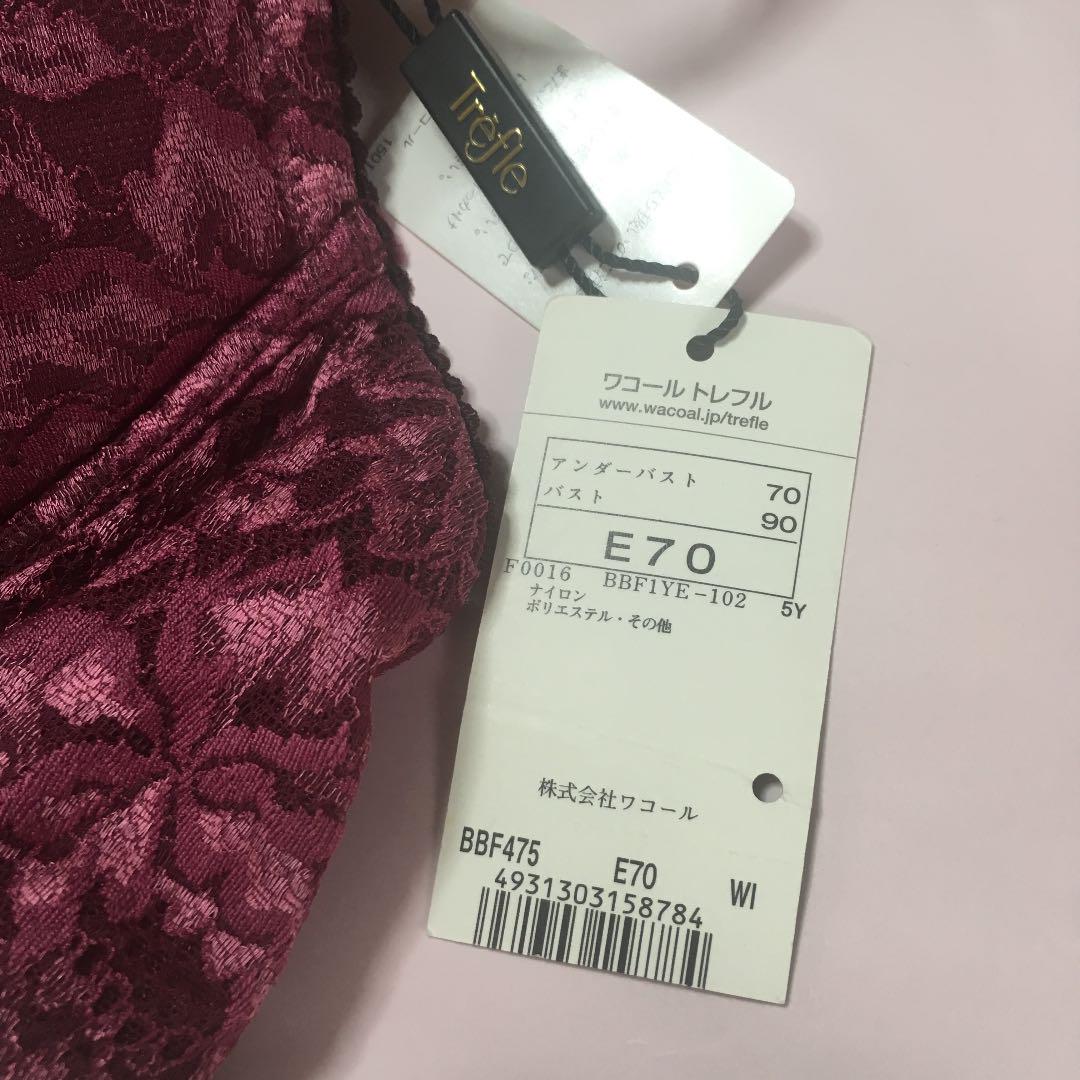 Trèfle
1501
ワコール トレフル
www.wacoal.jp/trefle
アンダーバスト 70
バスト 90
E70
F0016 BBF1YE-102 5Y
ナイロン
ポリエステル・その他
株式会社ワコール
BBF475 E70 WI
4931303158784